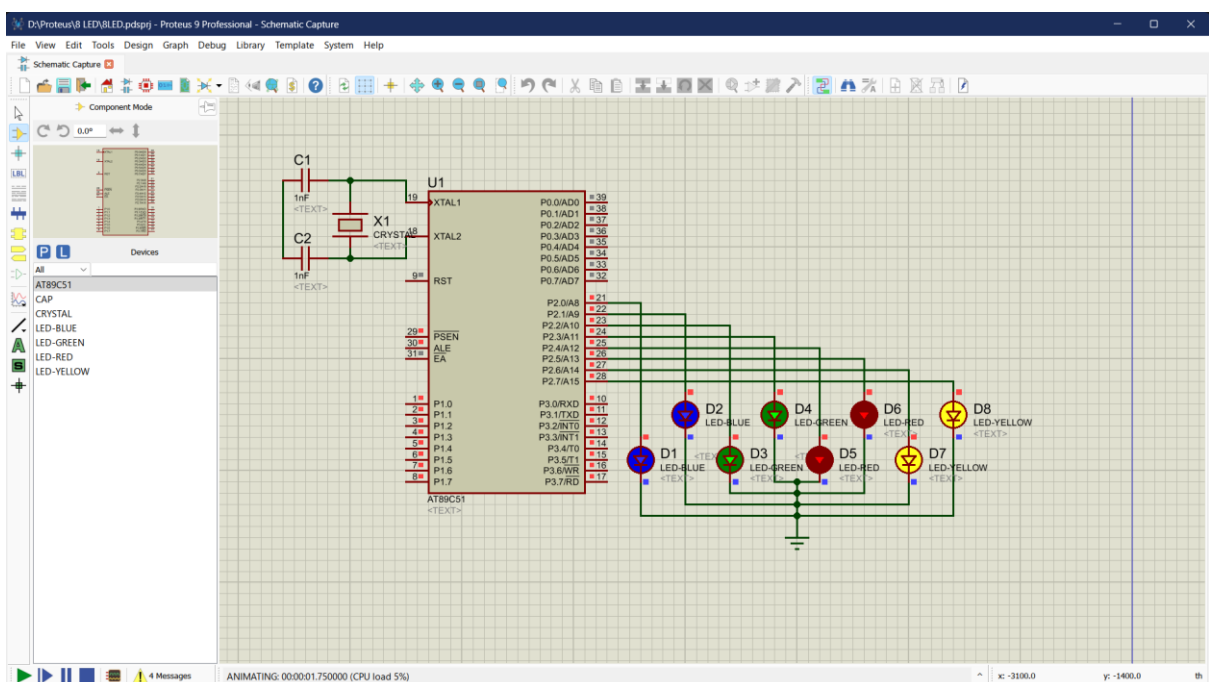 D:\Proteus\8 LED\8LED.pdsprj - Proteus 9 Professional - Schematic Capture
File View Edit Tools Design Graph Debug Library Template System Help
Schematic Capture
Component Mode
0.0°
LBL
P L Devices
All
AT89C51
CAP
CRYSTAL
LED-BLUE
LED-GREEN
LED-RED
LED-YELLOW
A
S
C1
1nF
<TEXT>
C2
1nF
<TEXT>
X1
CRYSTAL
<TEXT>
U1
19 XTAL1
18 XTAL2
9 RST
29 PSEN
30 ALE
31 EA
1 P1.0
2 P1.1
3 P1.2
4 P1.3
5 P1.4
6 P1.5
7 P1.6
8 P1.7
P0.0/AD0 39
P0.1/AD1 38
P0.2/AD2 37
P0.3/AD3 36
P0.4/AD4 35
P0.5/AD5 34
P0.6/AD6 33
P0.7/AD7 32
P2.0/A8 21
P2.1/A9 22
P2.2/A10 23
P2.3/A11 24
P2.4/A12 25
P2.5/A13 26
P2.6/A14 27
P2.7/A15 28
P3.0/RXD 10
P3.1/TXD 11
P3.2/INT0 12
P3.3/INT1 13
P3.4/T0 14
P3.5/T1 15
P3.6/WR 16
P3.7/RD 17
AT89C51
<TEXT>
D2
LED-BLUE
D4
LED-GREEN
D6
LED-RED
<TEXT>
D8
LED-YELLOW
<TEXT>
D1
LED-BLUE
<TEXT>
D3
LED-GREEN
<TEXT>
D5
LED-RED
<TEXT>
D7
LED-YELLOW
<TEXT>
4 Messages
ANIMATING: 00:00:01.750000 (CPU load 5%)
x: -3100.0
y: -1400.0
th